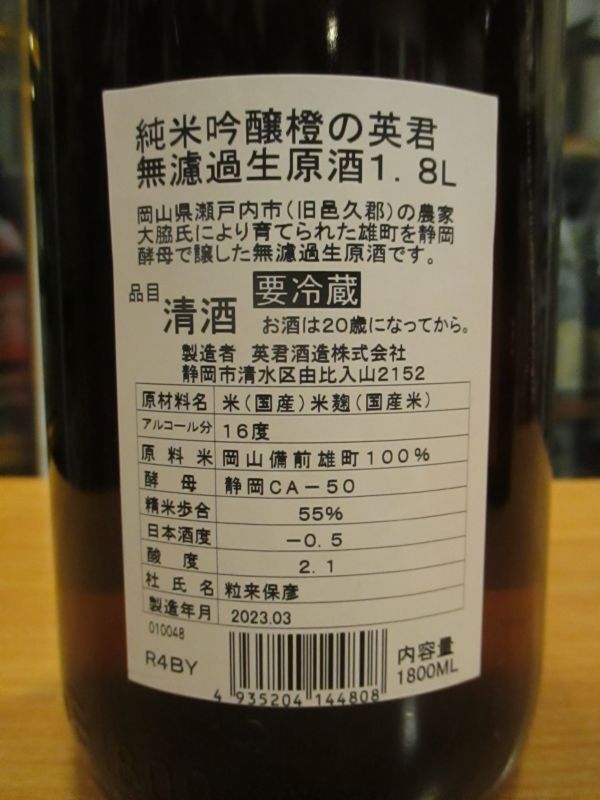 純米吟醸橙の英君
無濾過生原酒1.8L
岡山県瀬戸内市(旧邑久郡)の農家
大脇氏により育てられた雄町を静岡
酵母で醸した無濾過生原酒です。
品目 清酒 要冷蔵
お酒は20歳になってから。
製造者 英君酒造株式会社
静岡市清水区由比入山2152
原材料名 米(国産)米麹(国産米)
アルコール分 16度
原料米 岡山備前雄町100%
酵母 静岡CA-50
精米歩合 55%
日本酒度 -0.5
酸度 2.1
杜氏名 粒来保彦
製造年月 2023.03
010048
R4BY
4 935204 144808
内容量
1800ML